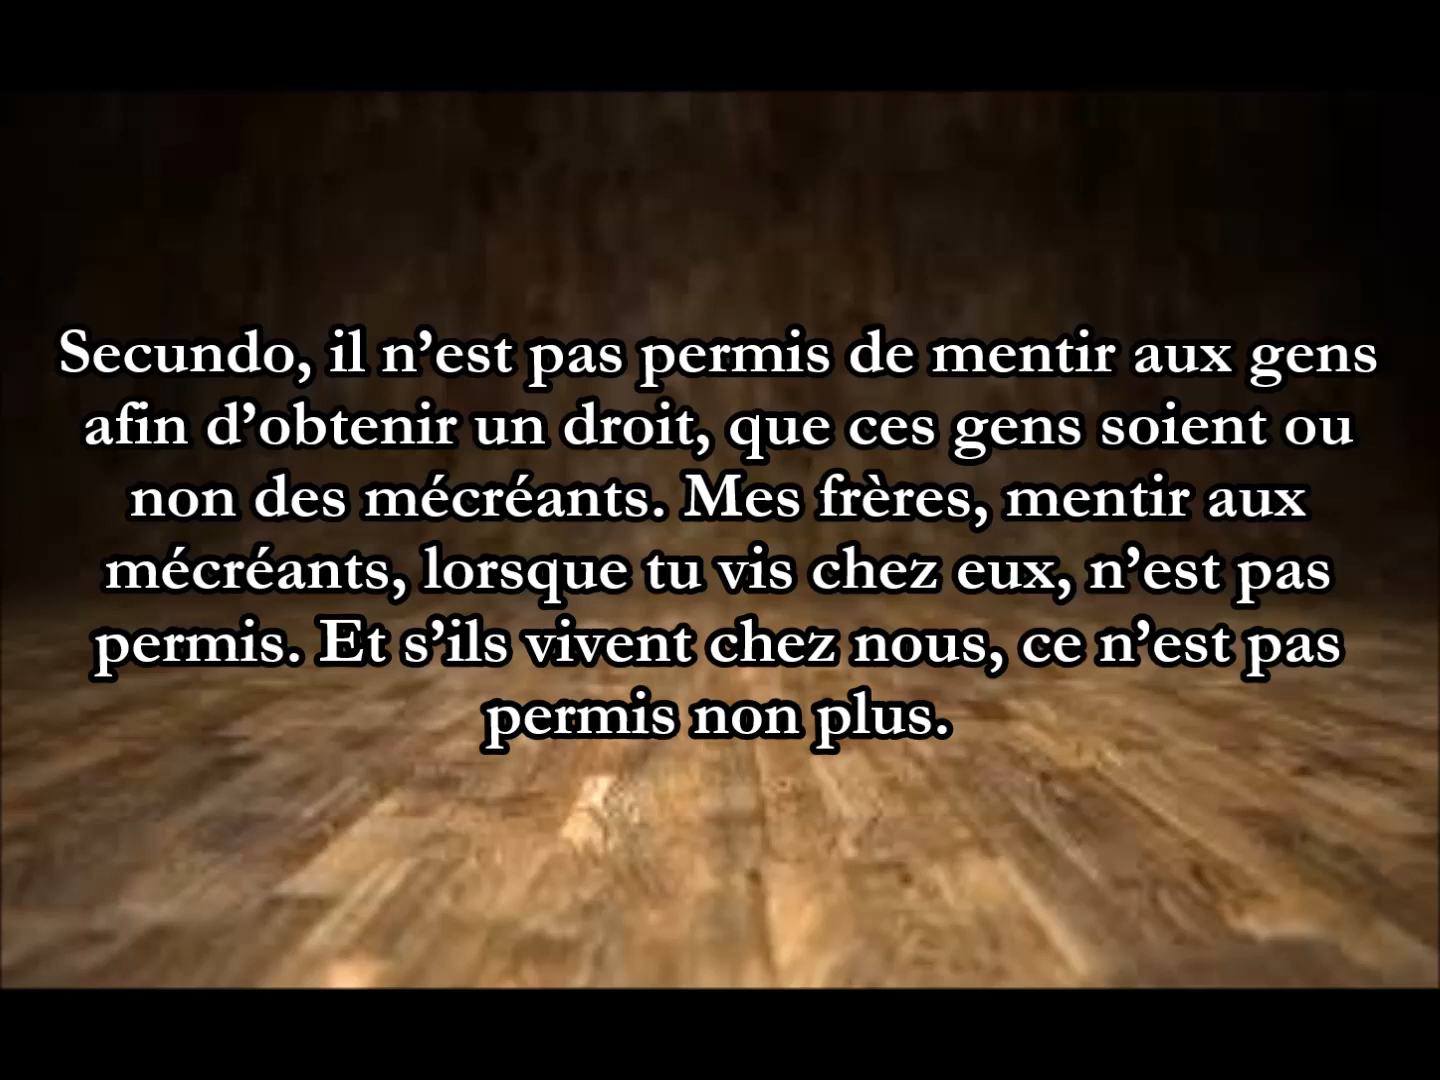 Secundo, il n’est pas permis de mentir aux gens
afin d’obtenir un droit, que ces gens soient ou
non des mécréants. Mes frères, mentir aux
mécréants, lorsque tu vis chez eux, n’est pas
permis. Et s’ils vivent chez nous, ce n’est pas
permis non plus.